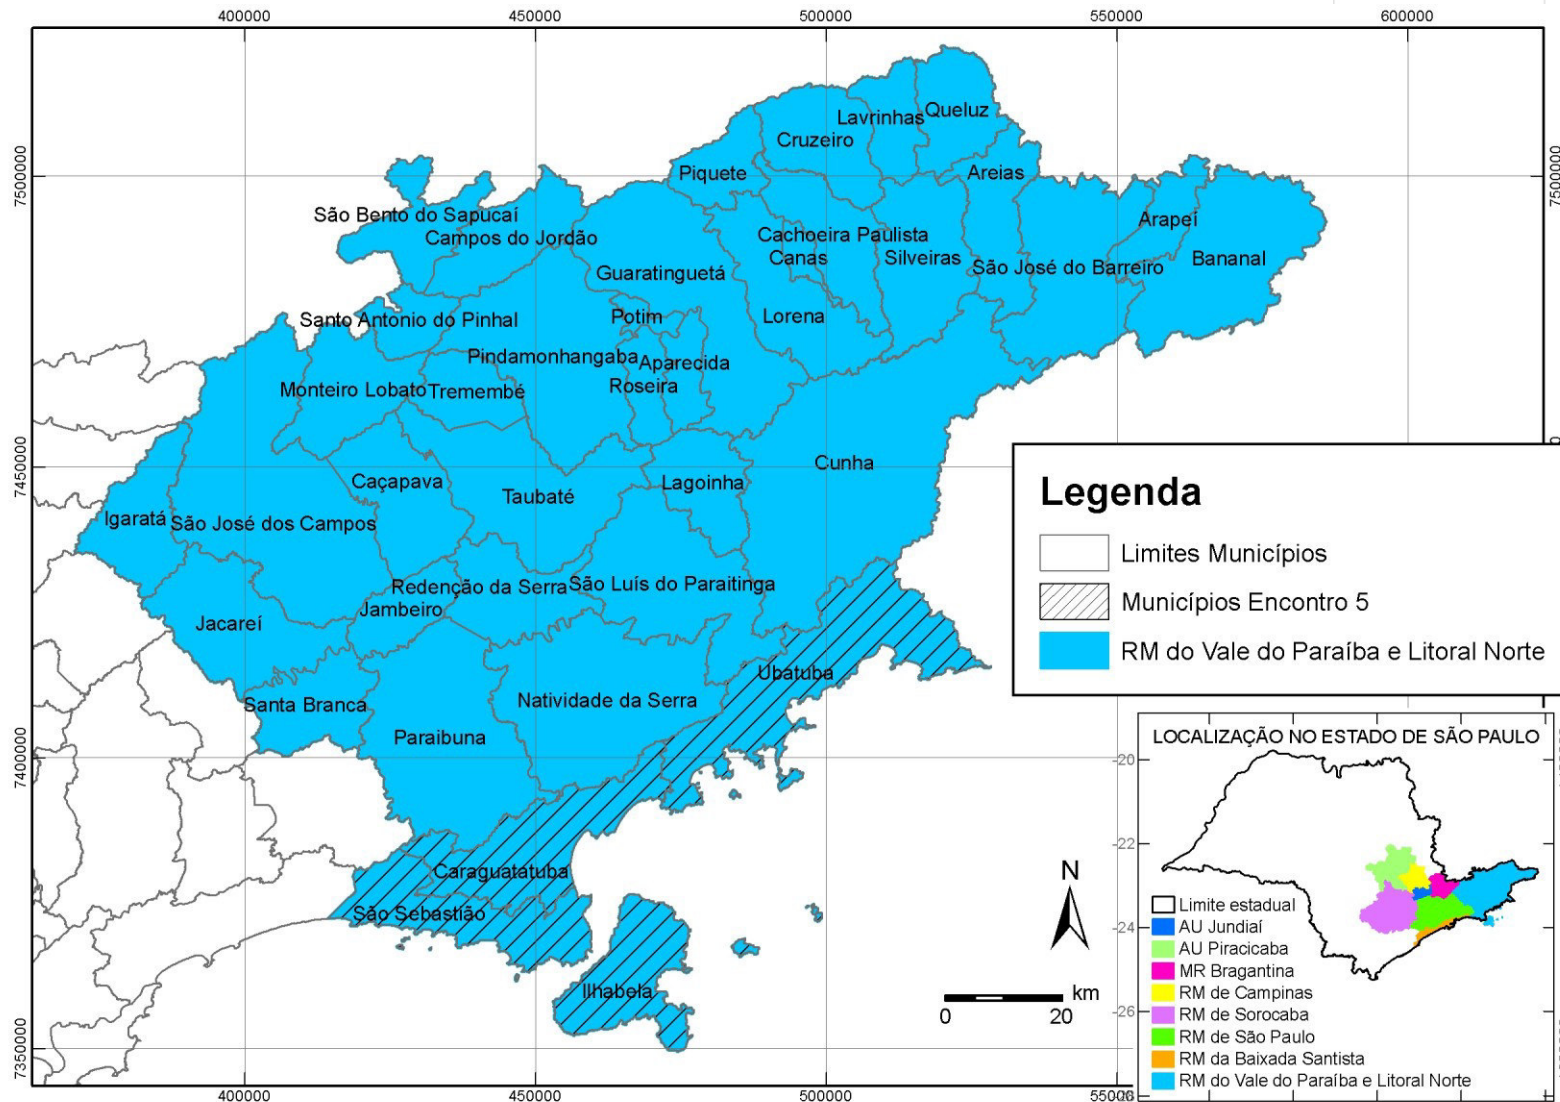 400000
450000
500000
550000
600000
7500000
7500000
Queluz
Lavrinhas
Cruzeiro
Piquete
Areias
São Bento do Sapucaí
Arapeí
Campos do Jordão
Cachoeira Paulista
Canas
Silveiras
São José do Barreiro
Bananal
Guaratinguetá
Santo Antonio do Pinhal
Potim
Lorena
Pindamonhangaba
Aparecida
Monteiro Lobato
Tremembé
Roseira
7450000
Cunha
Caçapava
Taubaté
Lagoinha
Igaratá
São José dos Campos
Redenção da Serra
São Luís do Paraitinga
Jambeiro
Jacareí
Ubatuba
Santa Branca
Natividade da Serra
Paraibuna
7400000
Caraguatatuba
São Sebastião
Ilhabela
7350000
400000
450000
500000
Legenda
Limites Municípios
Municípios Encontro 5
RM do Vale do Paraíba e Litoral Norte
N
km
0
20
LOCALIZAÇÃO NO ESTADO DE SÃO PAULO
-20
-22
-24
-26
Limite estadual
AU Jundiaí
AU Piracicaba
MR Bragantina
RM de Campinas
RM de Sorocaba
RM de São Paulo
RM da Baixada Santista
RM do Vale do Paraíba e Litoral Norte